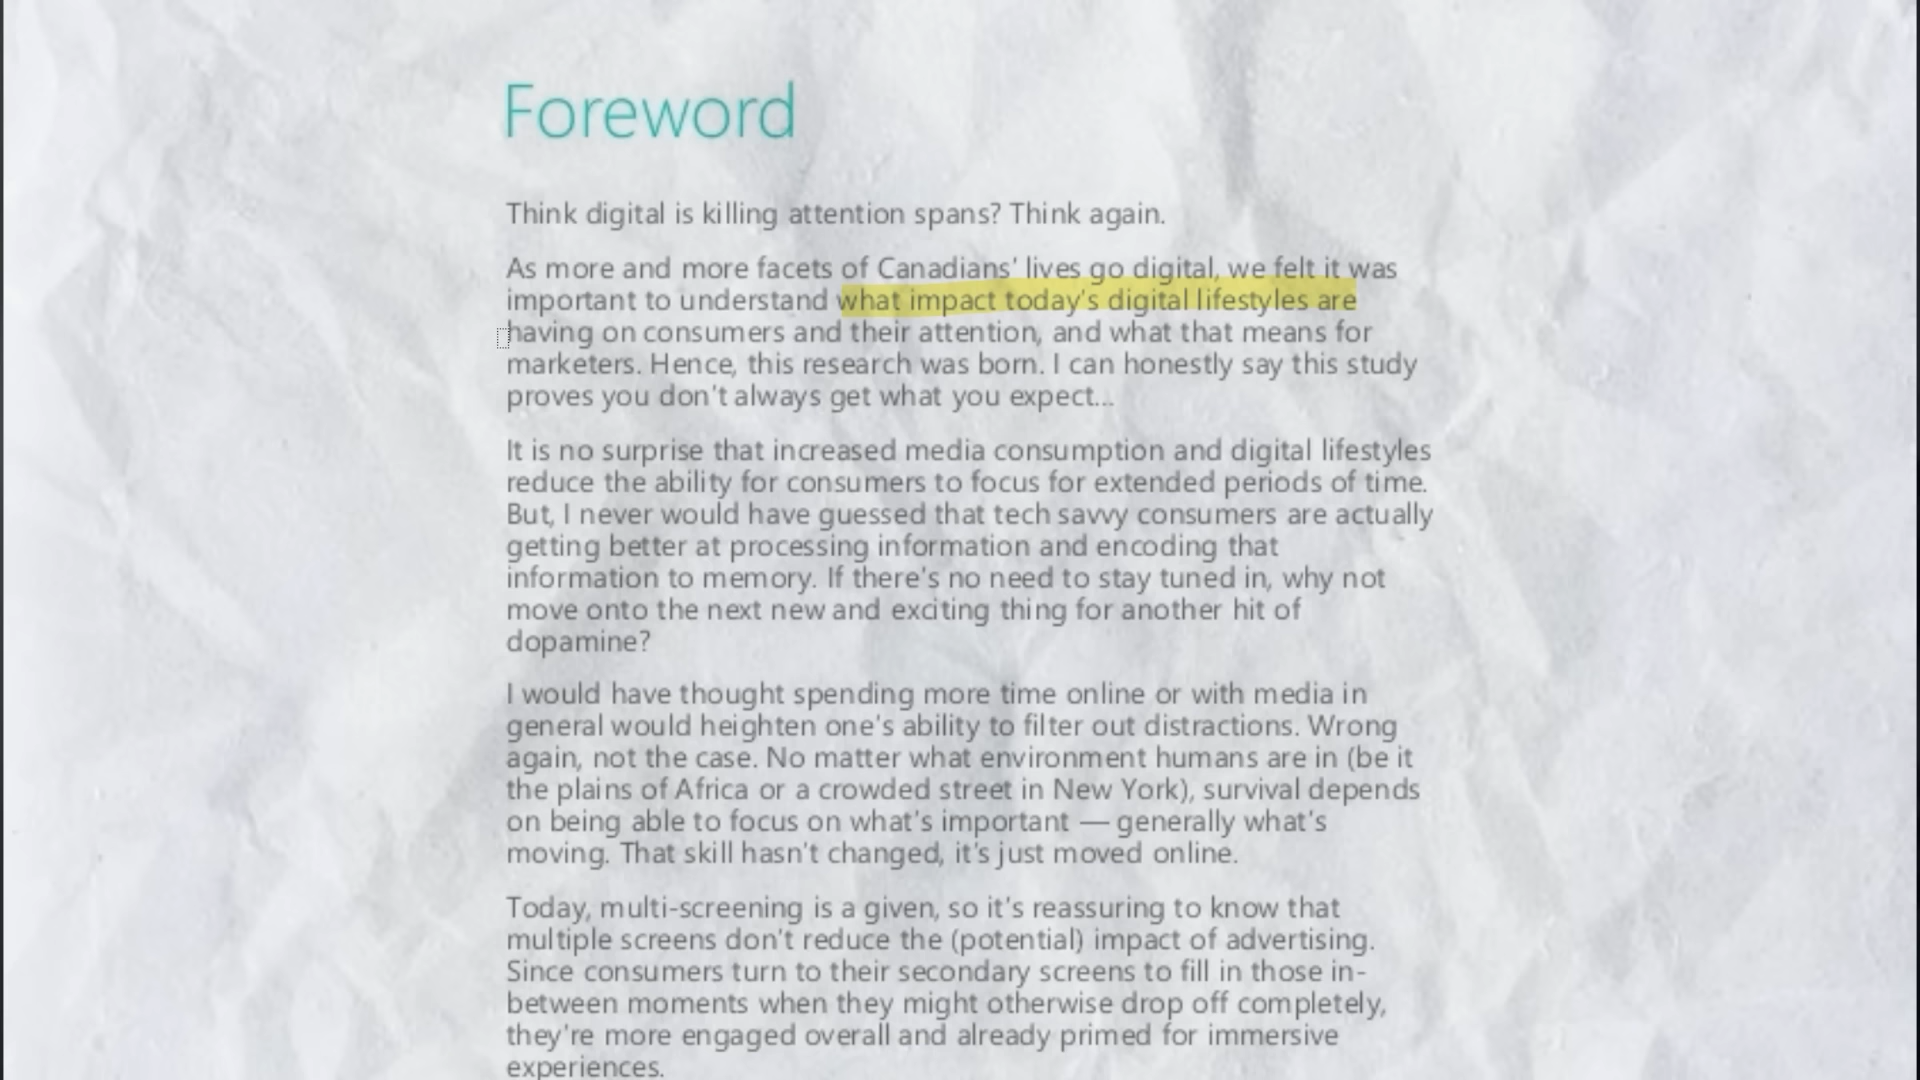 Foreword
Think digital is killing attention spans? Think again.
As more and more facets of Canadians' lives go digital, we felt it was
important to understand what impact today's digital lifestyles are
having on consumers and their attention, and what that means for
marketers. Hence, this research was born. I can honestly say this study
proves you don't always get what you expect...
It is no surprise that increased media consumption and digital lifestyles
reduce the ability for consumers to focus for extended periods of time.
But, I never would have guessed that tech savvy consumers are actually
getting better at processing information and encoding that
information to memory. If there's no need to stay tuned in, why not
move onto the next new and exciting thing for another hit of
dopamine?
I would have thought spending more time online or with media in
general would heighten one's ability to filter out distractions. Wrong
again, not the case. No matter what environment humans are in (be it
the plains of Africa or a crowded street in New York), survival depends
on being able to focus on what's important — generally what's
moving. That skill hasn't changed, it's just moved online.
Today, multi-screening is a given, so it's reassuring to know that
multiple screens don't reduce the (potential) impact of advertising.
Since consumers turn to their secondary screens to fill in those in-
between moments when they might otherwise drop off completely,
they're more engaged overall and already primed for immersive
experiences.